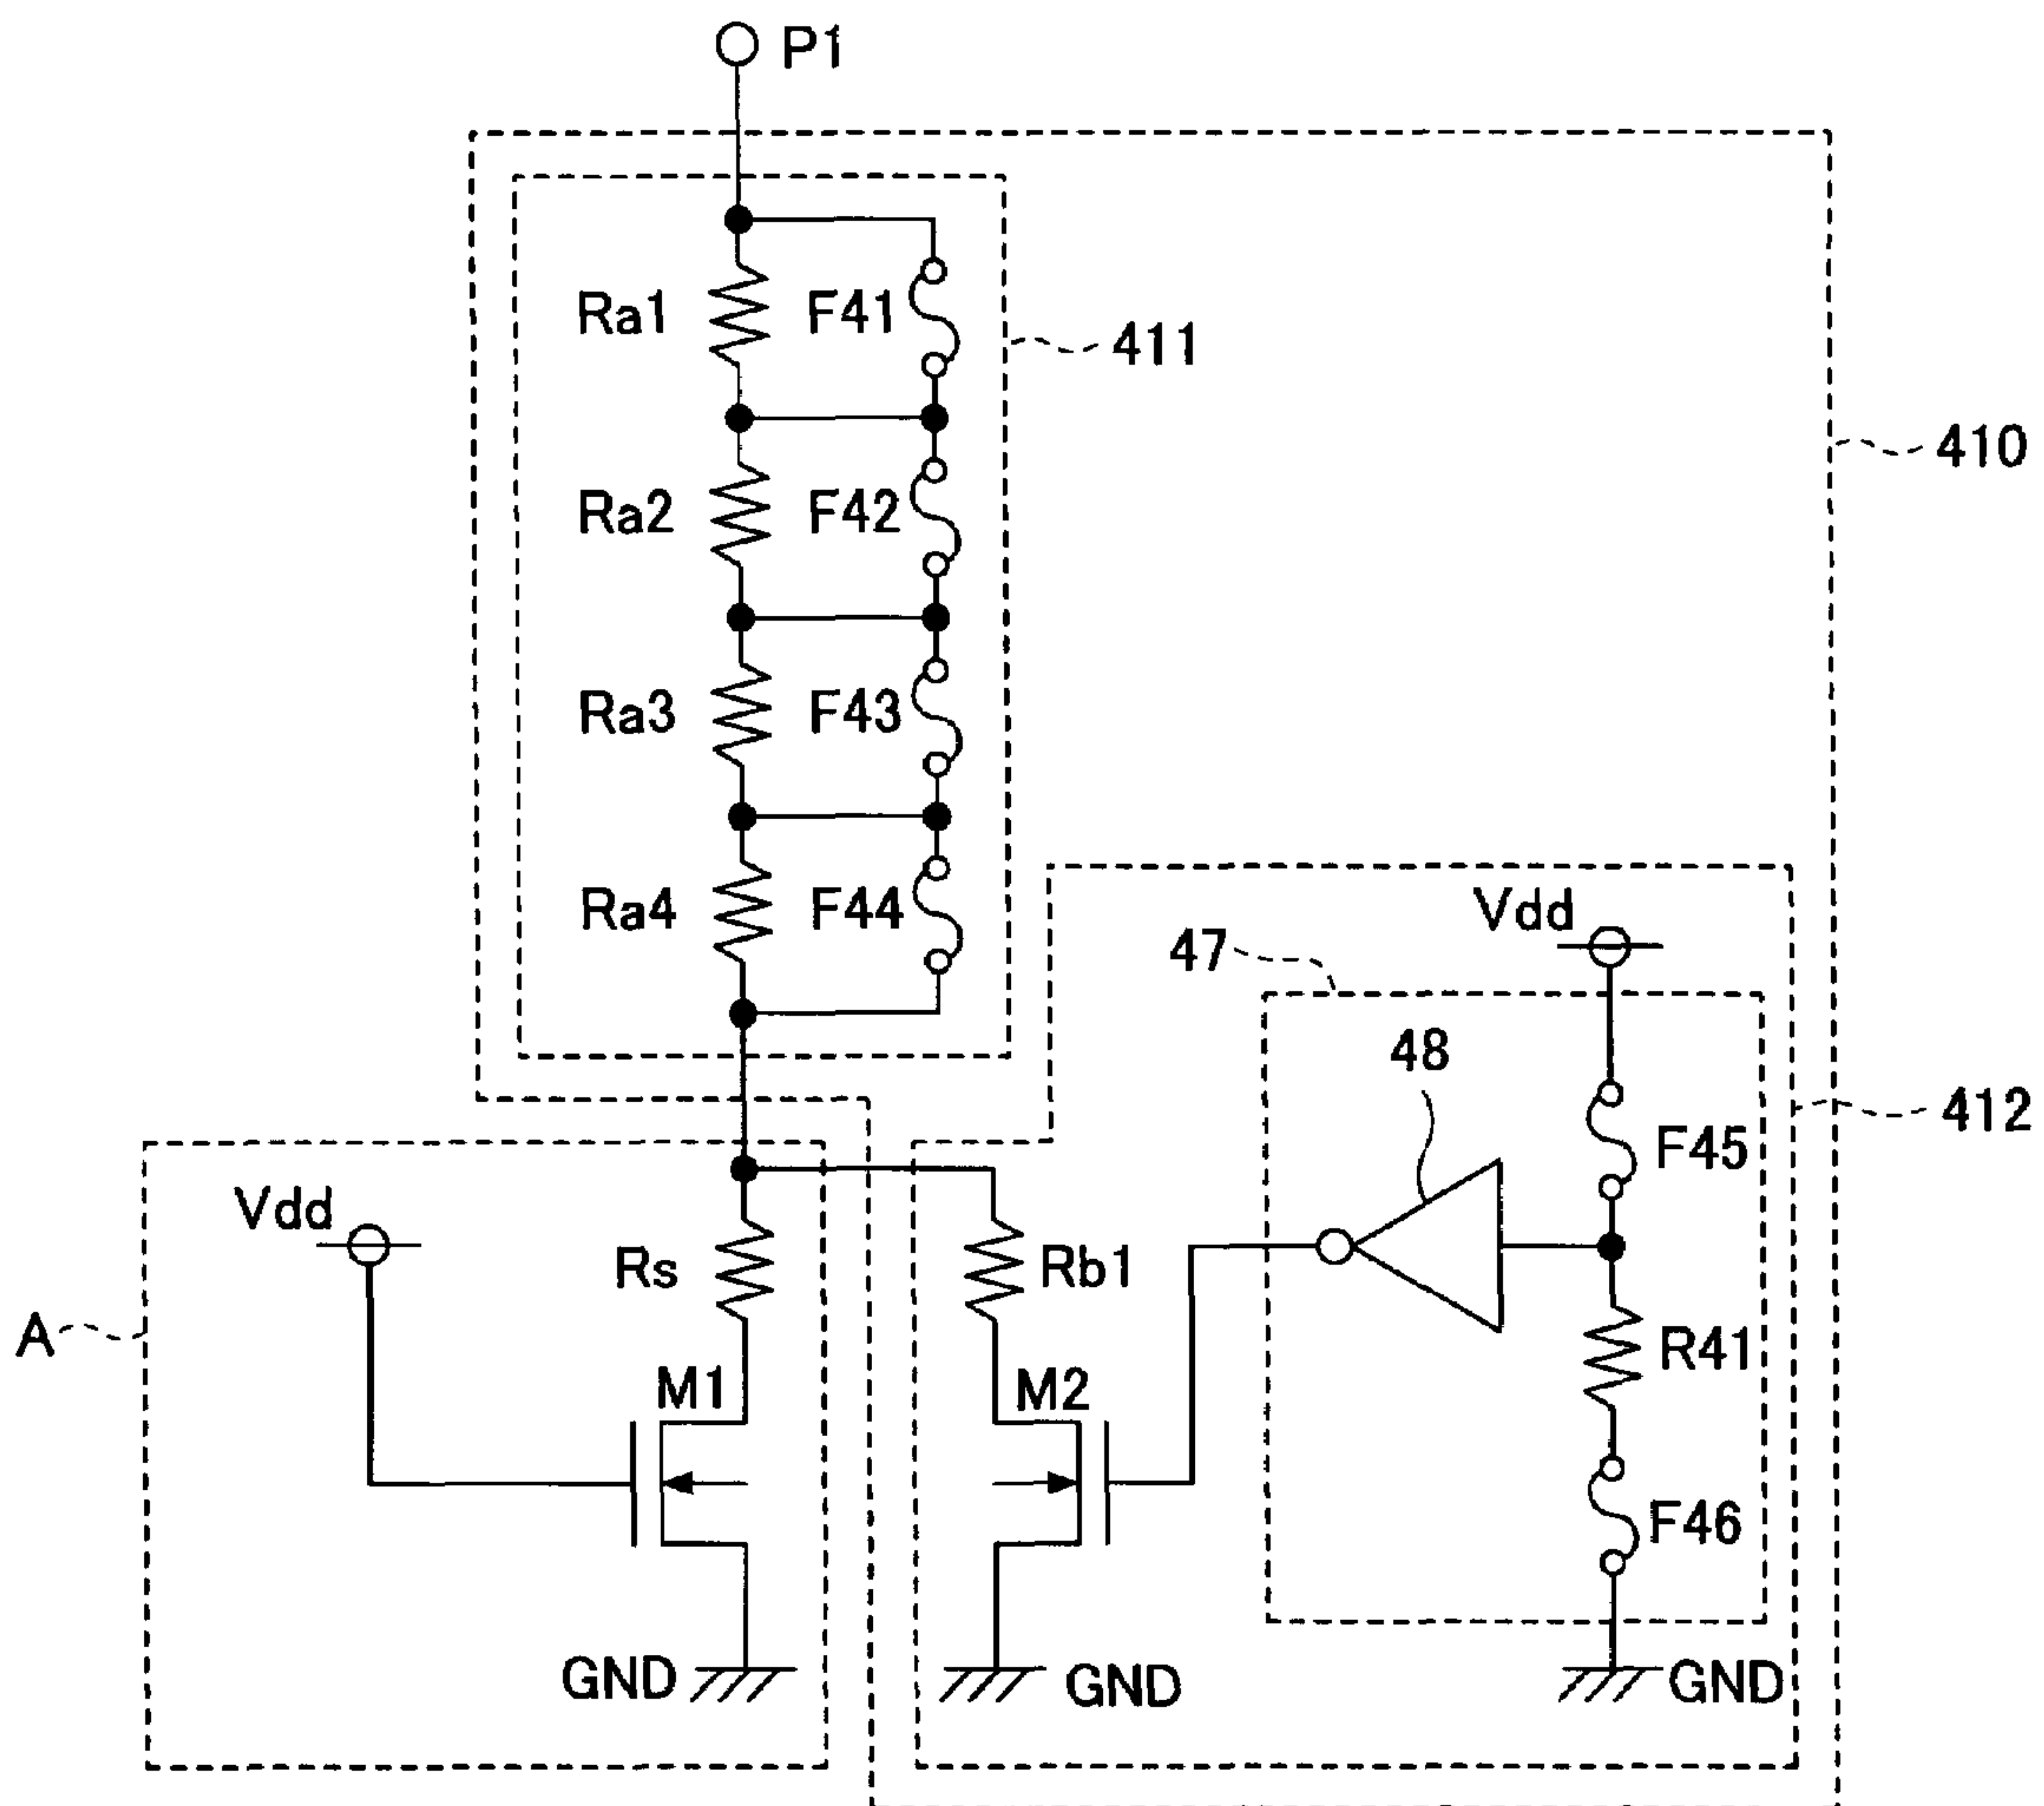 P1
Ra1
F41
411
410
Ra2
F42
Ra3
F43
Ra4
F44
Vdd
47
48
412
F45
Vdd
Rs
Rb1
A
R41
M1
M2
F46
GND
GND
GND